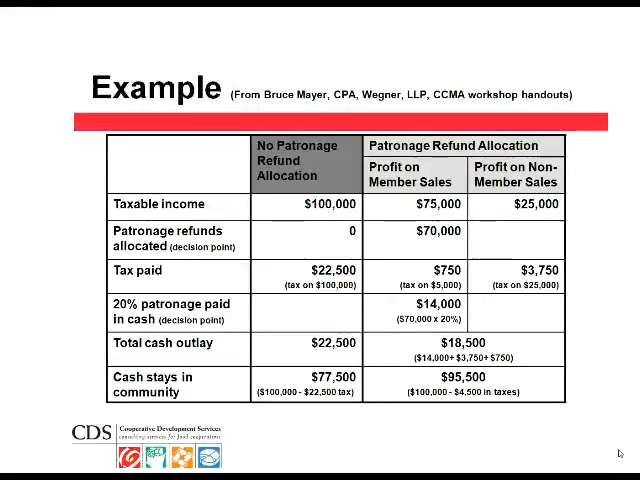 Example (From Bruce Mayer, CPA, Wegner, LLP, CCMA workshop handouts)
No Patronage
Refund
Allocation
Patronage Refund Allocation
Profit on
Member Sales
Profit on Non-
Member Sales
Taxable income $100,000 $75,000 $25,000
Patronage refunds
allocated (decision point)
0 $70,000
Tax paid $22,500 $750 $3,750
(tax on $100,000) (tax on $5,000) (tax on $25,000)
20% patronage paid
in cash (decision point)
$14,000
($70,000 x 20%)
Total cash outlay $22,500 $18,500
($14,000+ $3,750+ $750)
Cash stays in
community
$77,500
($100,000 - $22,500 tax)
$95,500
($100,000 - $4,500 in taxes)
CDS Cooperative Development Services
consulting services for food cooperatives